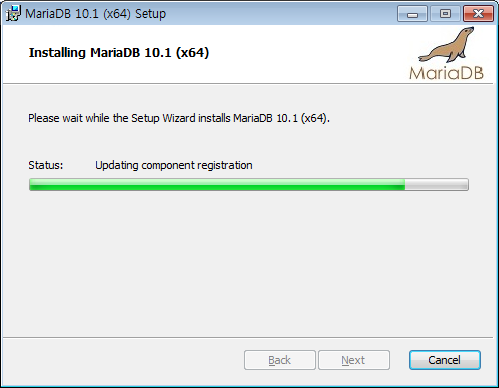 MariaDB 10.1 (x64) Setup
Installing MariaDB 10.1 (x64)
MariaDB
Please wait while the Setup Wizard installs MariaDB 10.1 (x64).
Status: Updating component registration
Back Next Cancel